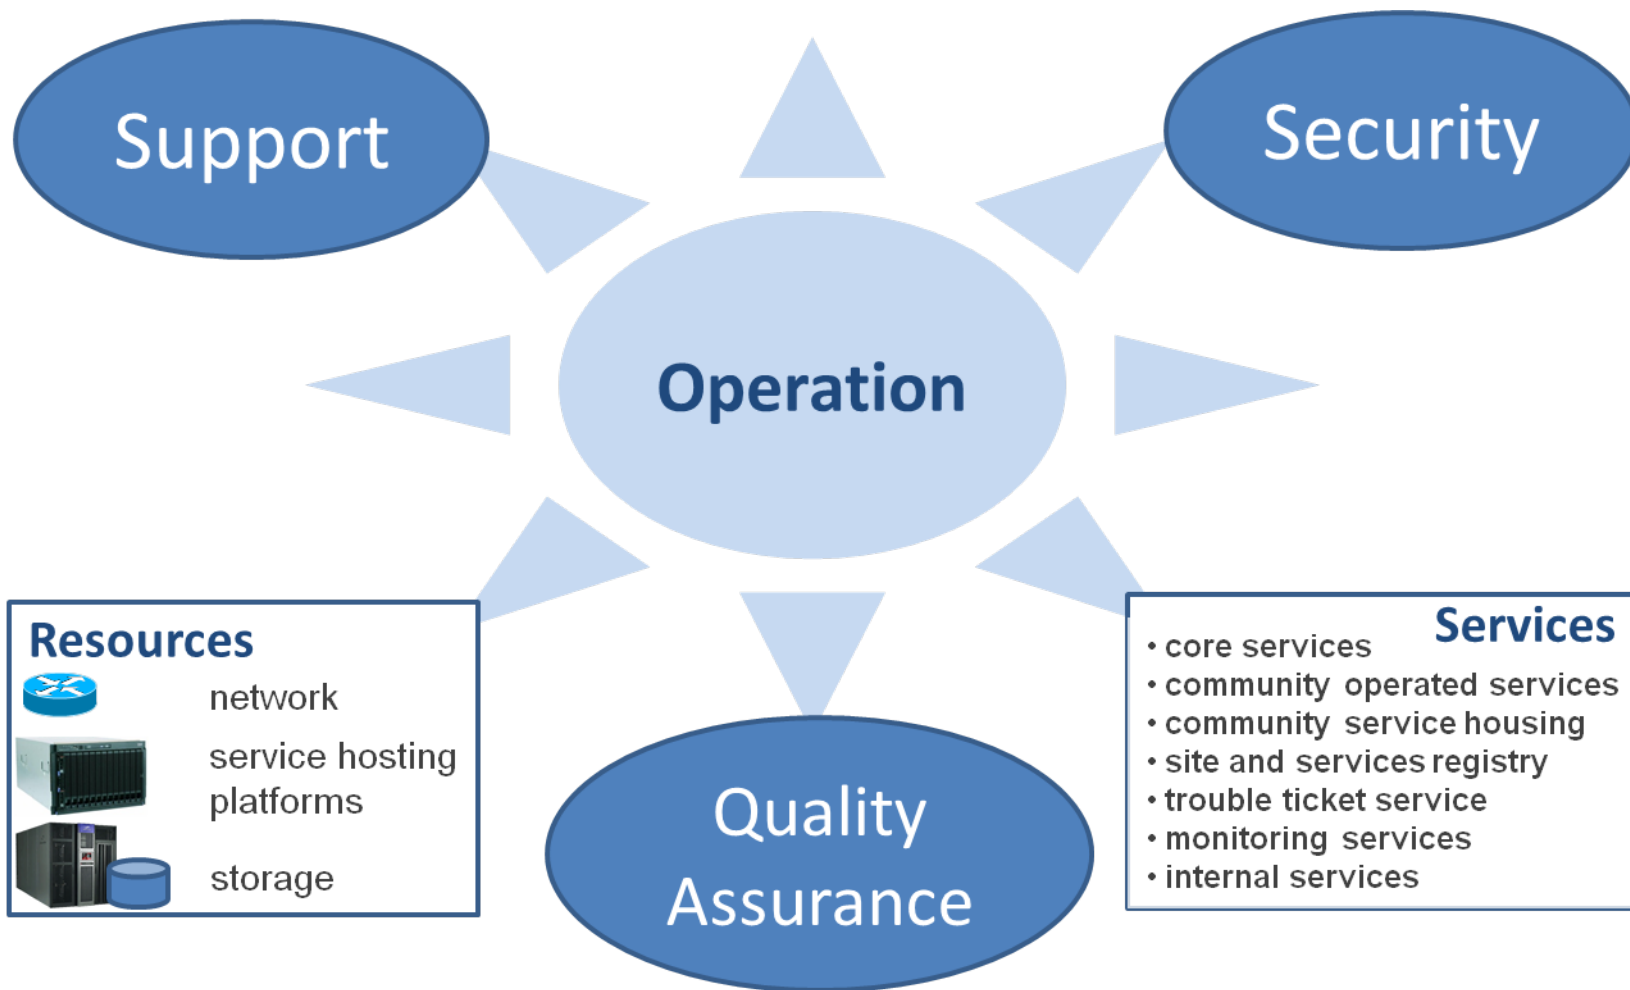 Support
Security
Operation
Resources
network
service hosting
platforms
storage
Quality
Assurance
Services
• core services
• community operated services
• community service housing
• site and services registry
• trouble ticket service
• monitoring services
• internal services